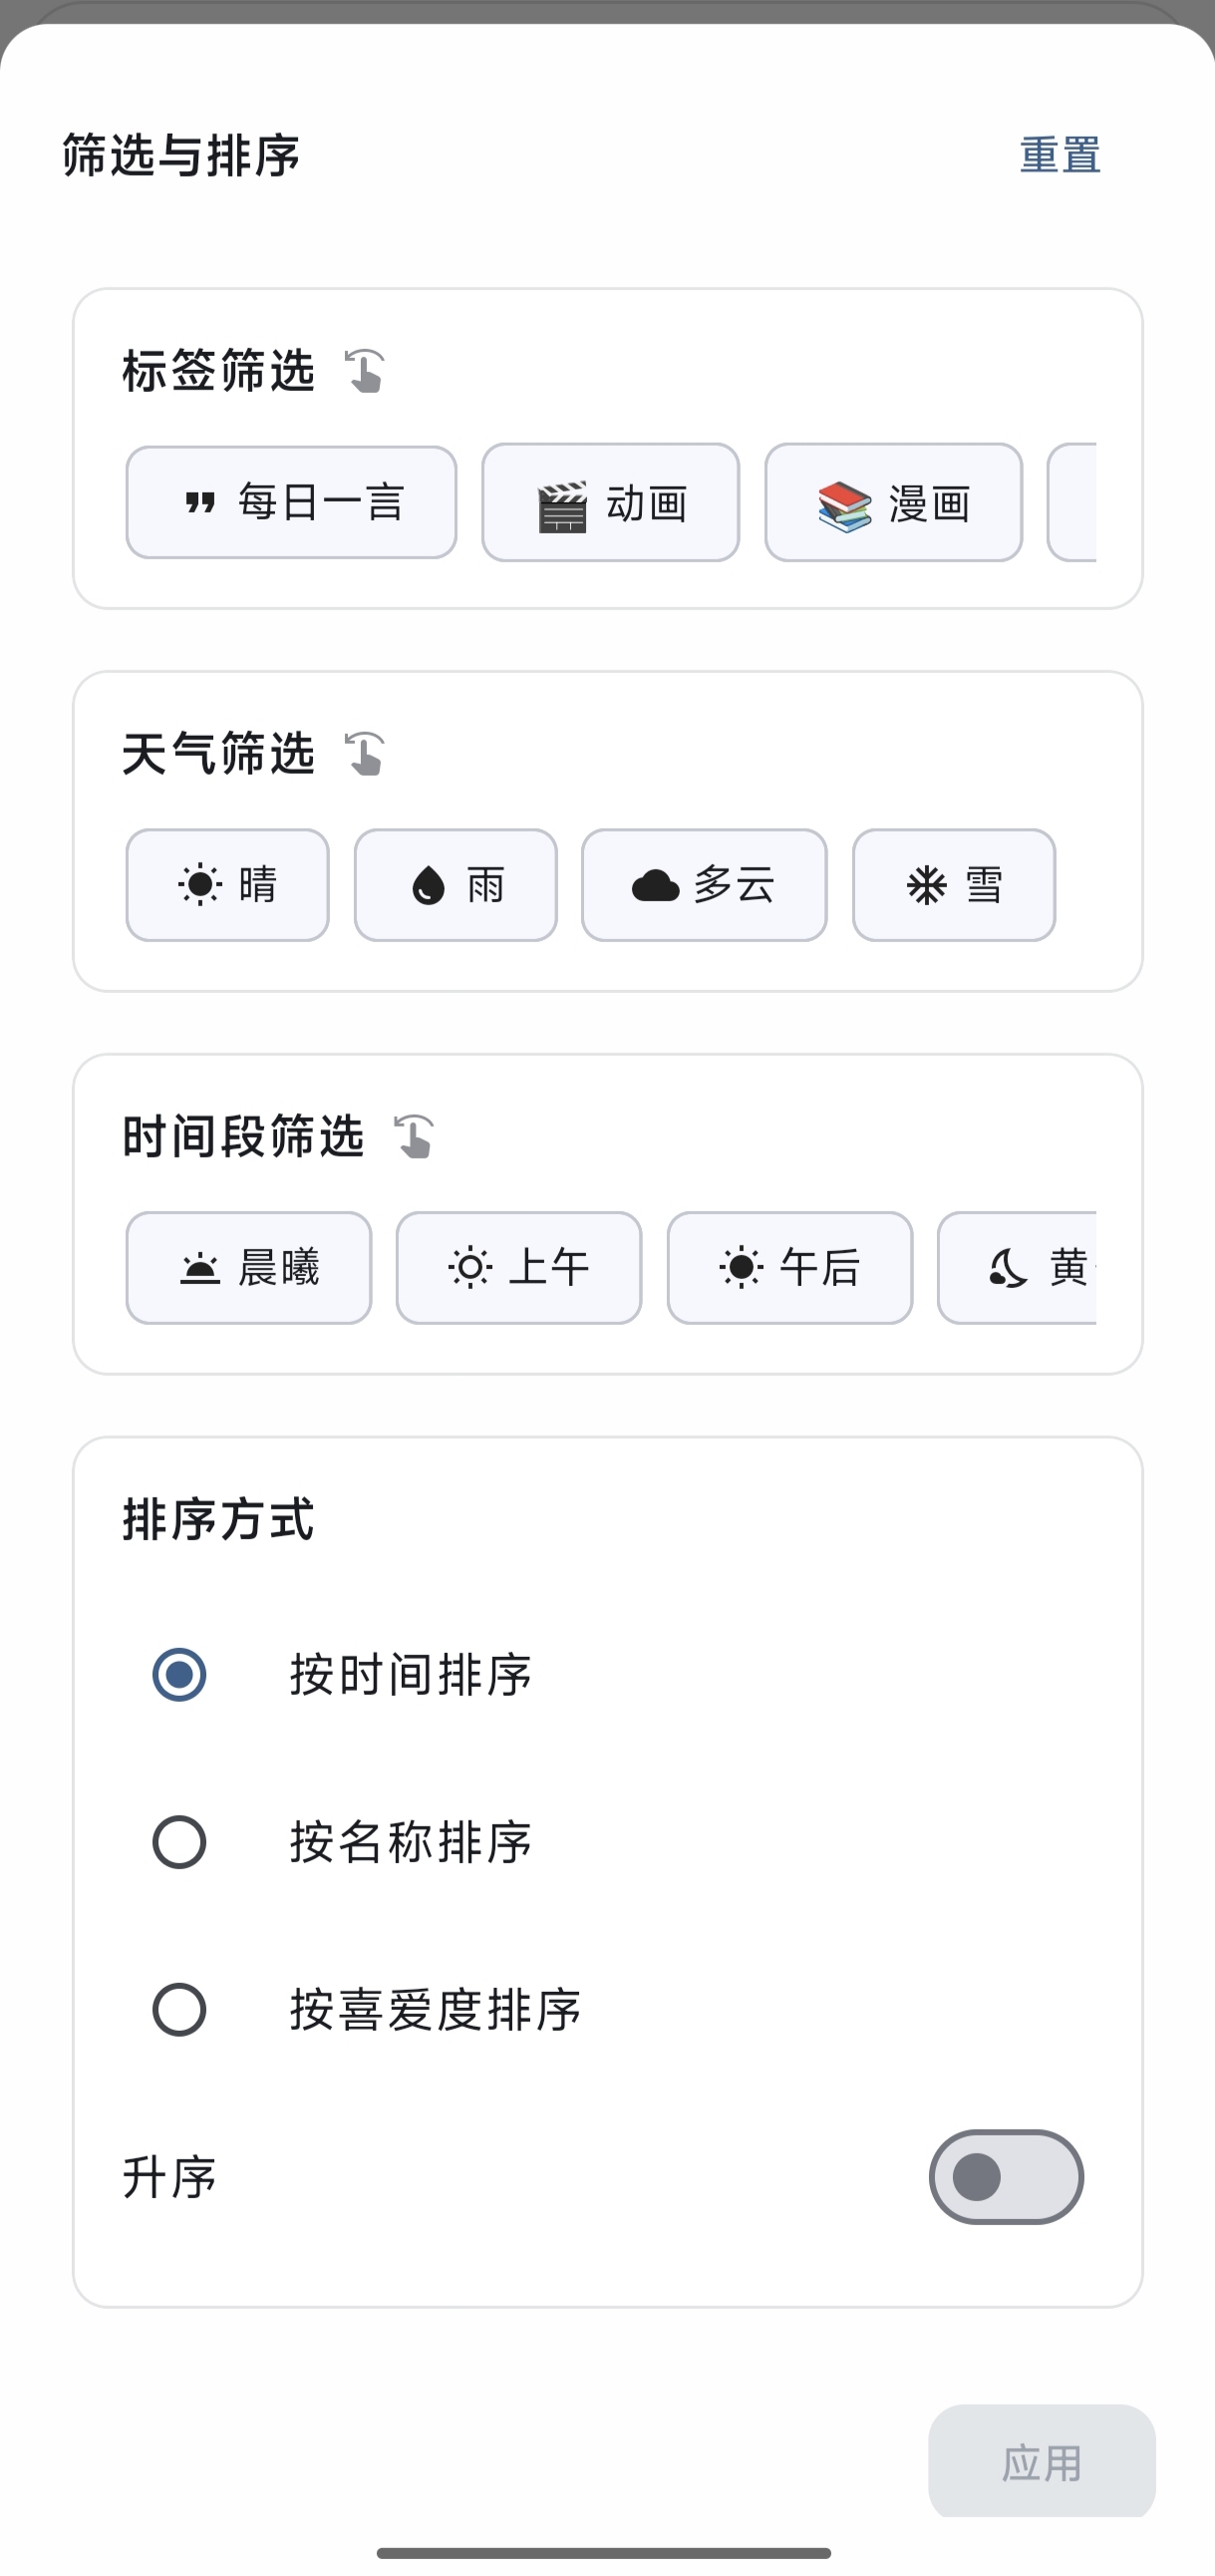 筛选与排序 重置
标签筛选
每日一言 动画 漫画
天气筛选
晴 雨 多云 雪
时间段筛选
晨曦 上午 午后 黄
排序方式
按时间排序
按名称排序
按喜爱度排序
升序
应用